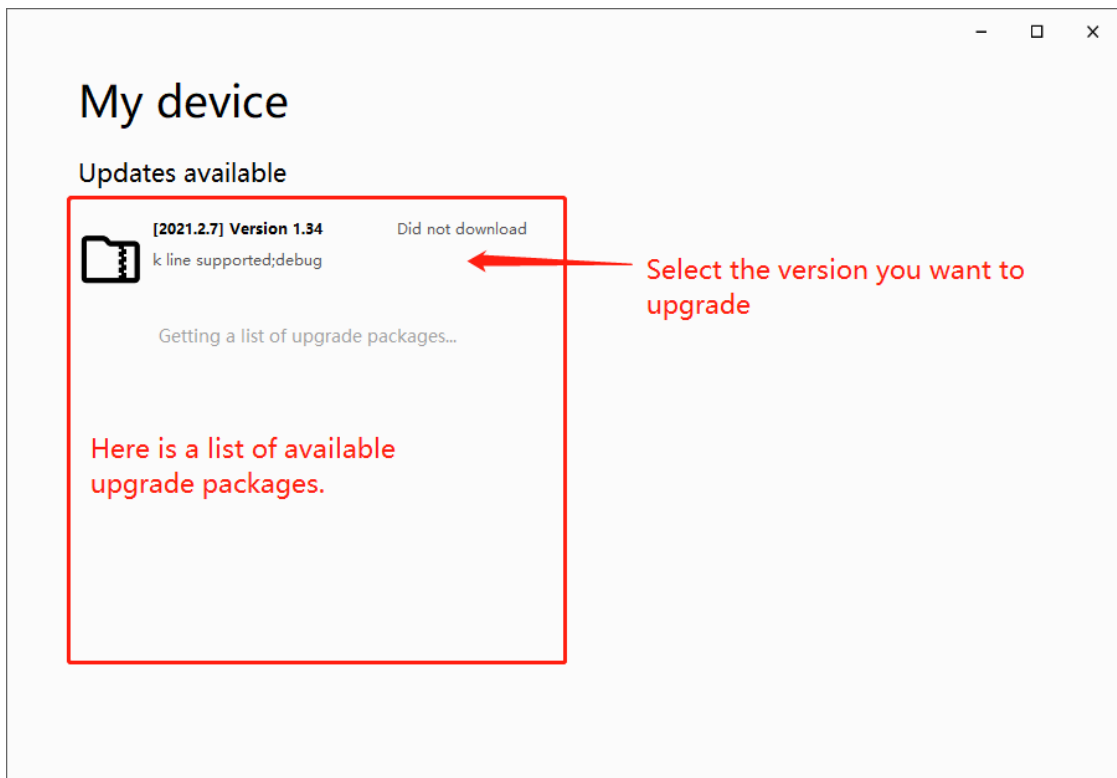 My device
Updates available
[2021.2.7] Version 1.34 Did not download
k line supported;debug
Select the version you want to
upgrade
Getting a list of upgrade packages...
Here is a list of available
upgrade packages.